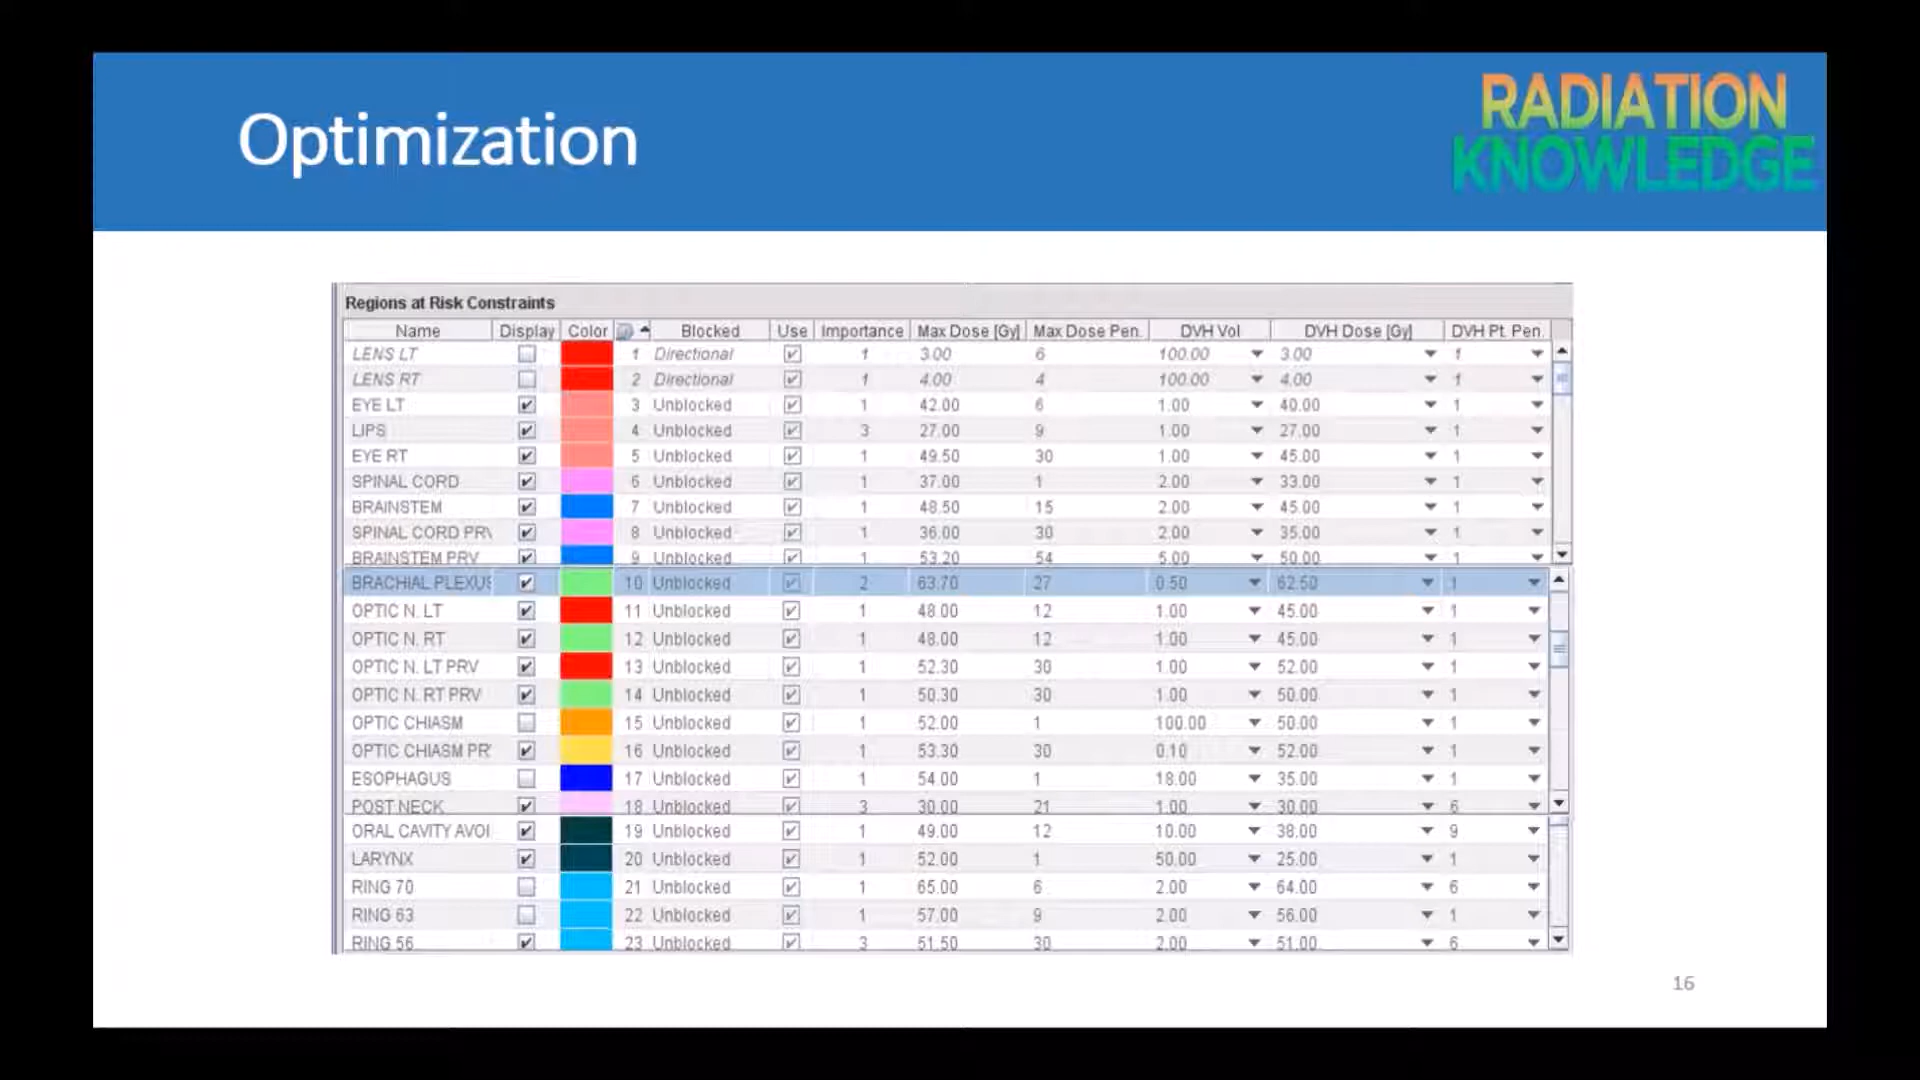 Optimization
RADIATION
KNOWLEDGE
Regions at Risk Constraints
Name Display Color Blocked Use Importance Max Dose [Gy] Max Dose Pen. DVH Vol DVH Dose [Gy] DVH Pt. Pen.
LENS LT 1 Directional 1 3.00 6 100.00 3.00 1
LENS RT 2 Directional 1 4.00 4 100.00 4.00 1
EYE LT 3 Unblocked 1 42.00 6 1.00 40.00 1
LIPS 4 Unblocked 3 27.00 9 1.00 27.00 1
EYE RT 5 Unblocked 1 49.50 30 1.00 45.00 1
SPINAL CORD 6 Unblocked 1 37.00 1 2.00 33.00 1
BRAINSTEM 7 Unblocked 1 48.50 15 2.00 45.00 1
SPINAL CORD PRV 8 Unblocked 1 36.00 30 2.00 35.00 1
BRAINSTEM PRV 9 Unblocked 1 53.20 54 5.00 50.00 1
BRACHIAL PLEXUS 10 Unblocked 2 63.70 27 0.50 62.50 1
OPTIC N. LT 11 Unblocked 1 48.00 12 1.00 45.00 1
OPTIC N. RT 12 Unblocked 1 48.00 12 1.00 45.00 1
OPTIC N. LT PRV 13 Unblocked 1 52.30 30 1.00 52.00 1
OPTIC N. RT PRV 14 Unblocked 1 50.30 30 1.00 50.00 1
OPTIC CHIASM 15 Unblocked 1 52.00 1 100.00 50.00 1
OPTIC CHIASM PR 16 Unblocked 1 53.30 30 0.10 52.00 1
ESOPHAGUS 17 Unblocked 1 54.00 1 18.00 35.00 1
POST NECK 18 Unblocked 3 30.00 21 1.00 30.00 6
ORAL CAVITY AVOI 19 Unblocked 1 49.00 12 10.00 38.00 9
LARYNX 20 Unblocked 1 52.00 1 50.00 25.00 1
RING 70 21 Unblocked 1 65.00 6 2.00 64.00 6
RING 63 22 Unblocked 1 57.00 9 2.00 56.00 1
RING 56 23 Unblocked 3 51.50 30 2.00 51.00 6
16